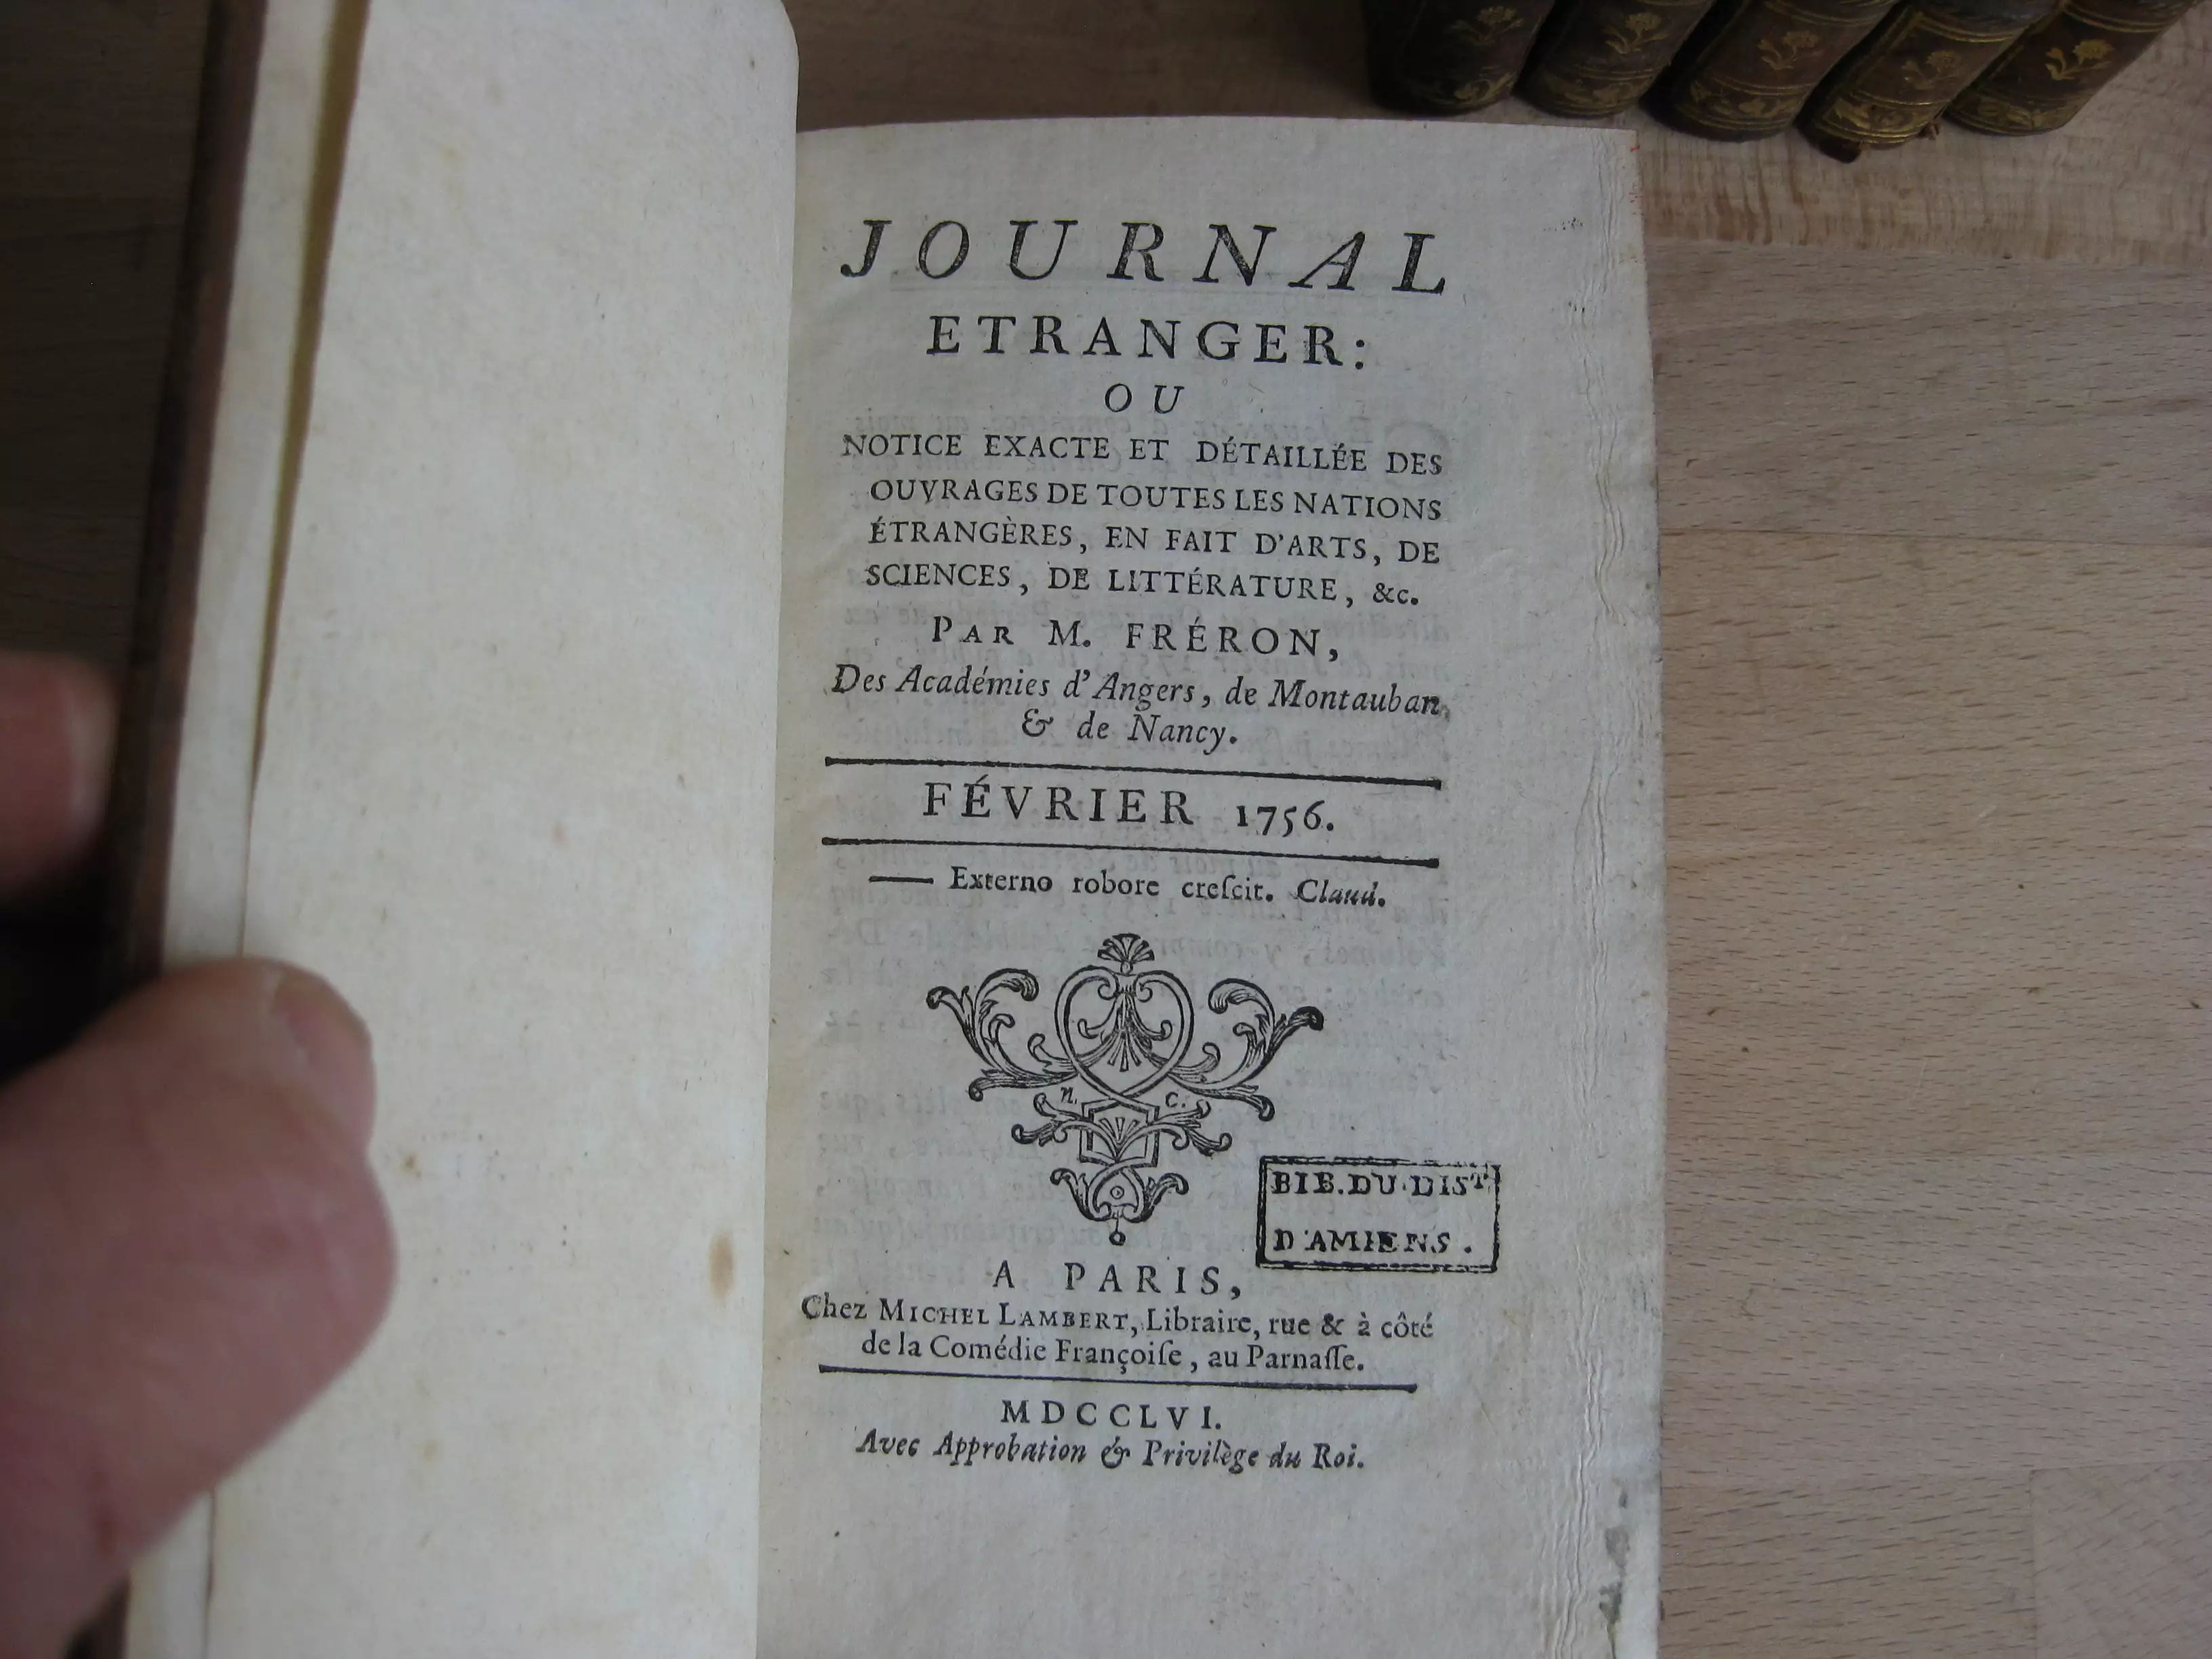 JOURNAL
ETRANGER:
OU
NOTICE EXACTE ET DÉTAILLÉE DES
OUVRAGES DE TOUTES LES NATIONS
ÉTRANGÈRES, EN FAIT D'ARTS, DE
SCIENCES, DE LITTÉRATURE, &c.
PAR M. FRÉRON,
Des Académies d'Angers, de Montauban,
& de Nancy.
FÉVRIER 1756.
— Externo robore creſcit. Claud.
n. c.
BIB.DU.DIST
D'AMIENS.
A PARIS,
Chez MICHEL LAMBERT, Libraire, rue & à côté
de la Comédie Françoiſe, au Parnaſſe.
MDCCLVI.
Avec Approbation & Privilège du Roi.